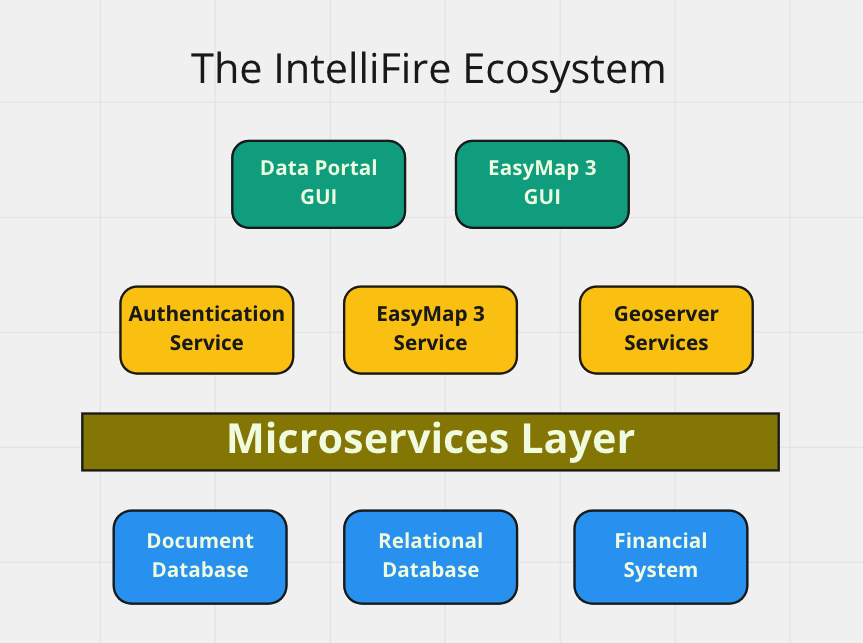 The IntelliFire Ecosystem
Data Portal
GUI
EasyMap 3
GUI
Authentication
Service
EasyMap 3
Service
Geoserver
Services
Microservices Layer
Document
Database
Relational
Database
Financial
System